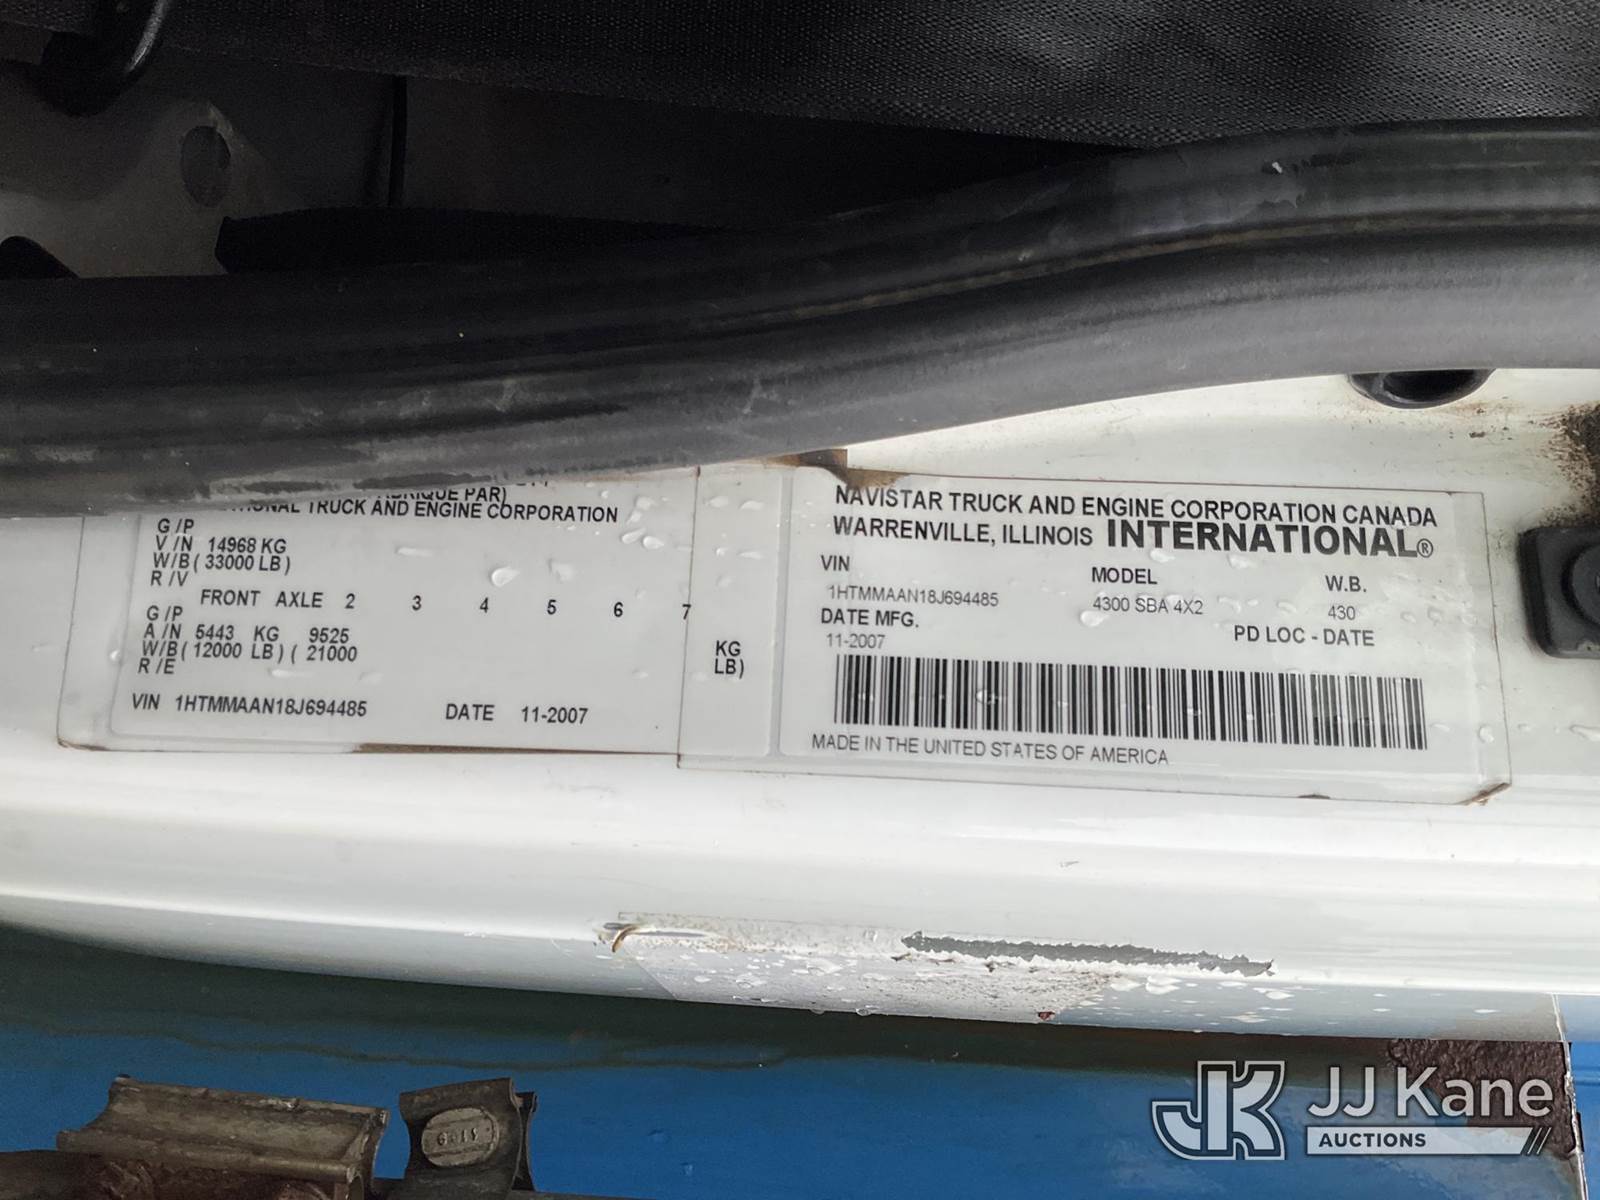 ABRIQUE PAR)
TIONAL TRUCK AND ENGINE CORPORATION
G /P
V /N 14968 KG
W/B ( 33000 LB )
R /V
FRONT AXLE 2 3 4 5 6 7
G /P
A /N 5443 KG 9525 KG
W/B ( 12000 LB ) ( 21000 LB)
R /E
VIN 1HTMMAAN18J694485 DATE 11-2007
NAVISTAR TRUCK AND ENGINE CORPORATION CANADA
WARRENVILLE, ILLINOIS INTERNATIONAL®
VIN MODEL W.B.
1HTMMAAN18J694485 4300 SBA 4X2 430
DATE MFG. PD LOC - DATE
11-2007
MADE IN THE UNITED STATES OF AMERICA
JK JJ Kane
AUCTIONS